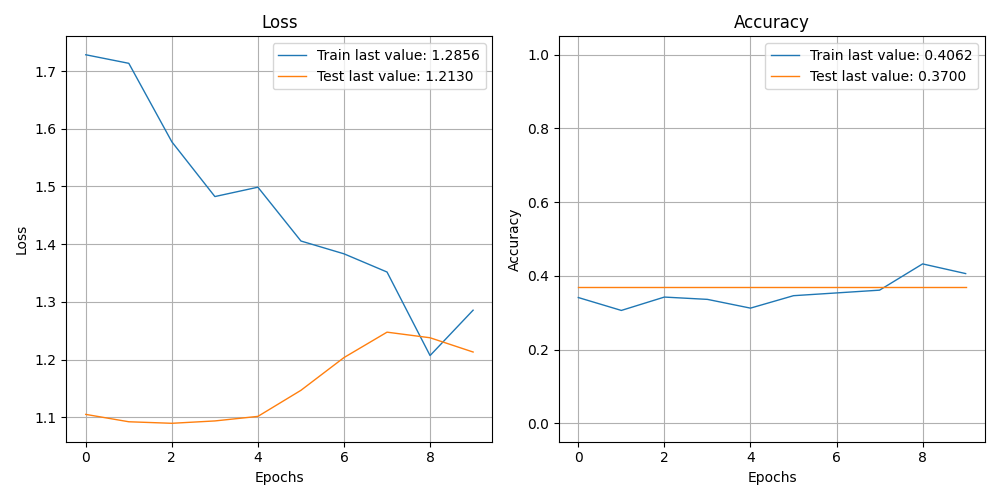 Loss
Train last value: 1.2856
Test last value: 1.2130
1.7
1.6
1.5
1.4
1.3
1.2
1.1
Loss
0 2 4 6 8
Epochs
Accuracy
Train last value: 0.4062
Test last value: 0.3700
1.0
0.8
0.6
0.4
0.2
0.0
Accuracy
0 2 4 6 8
Epochs